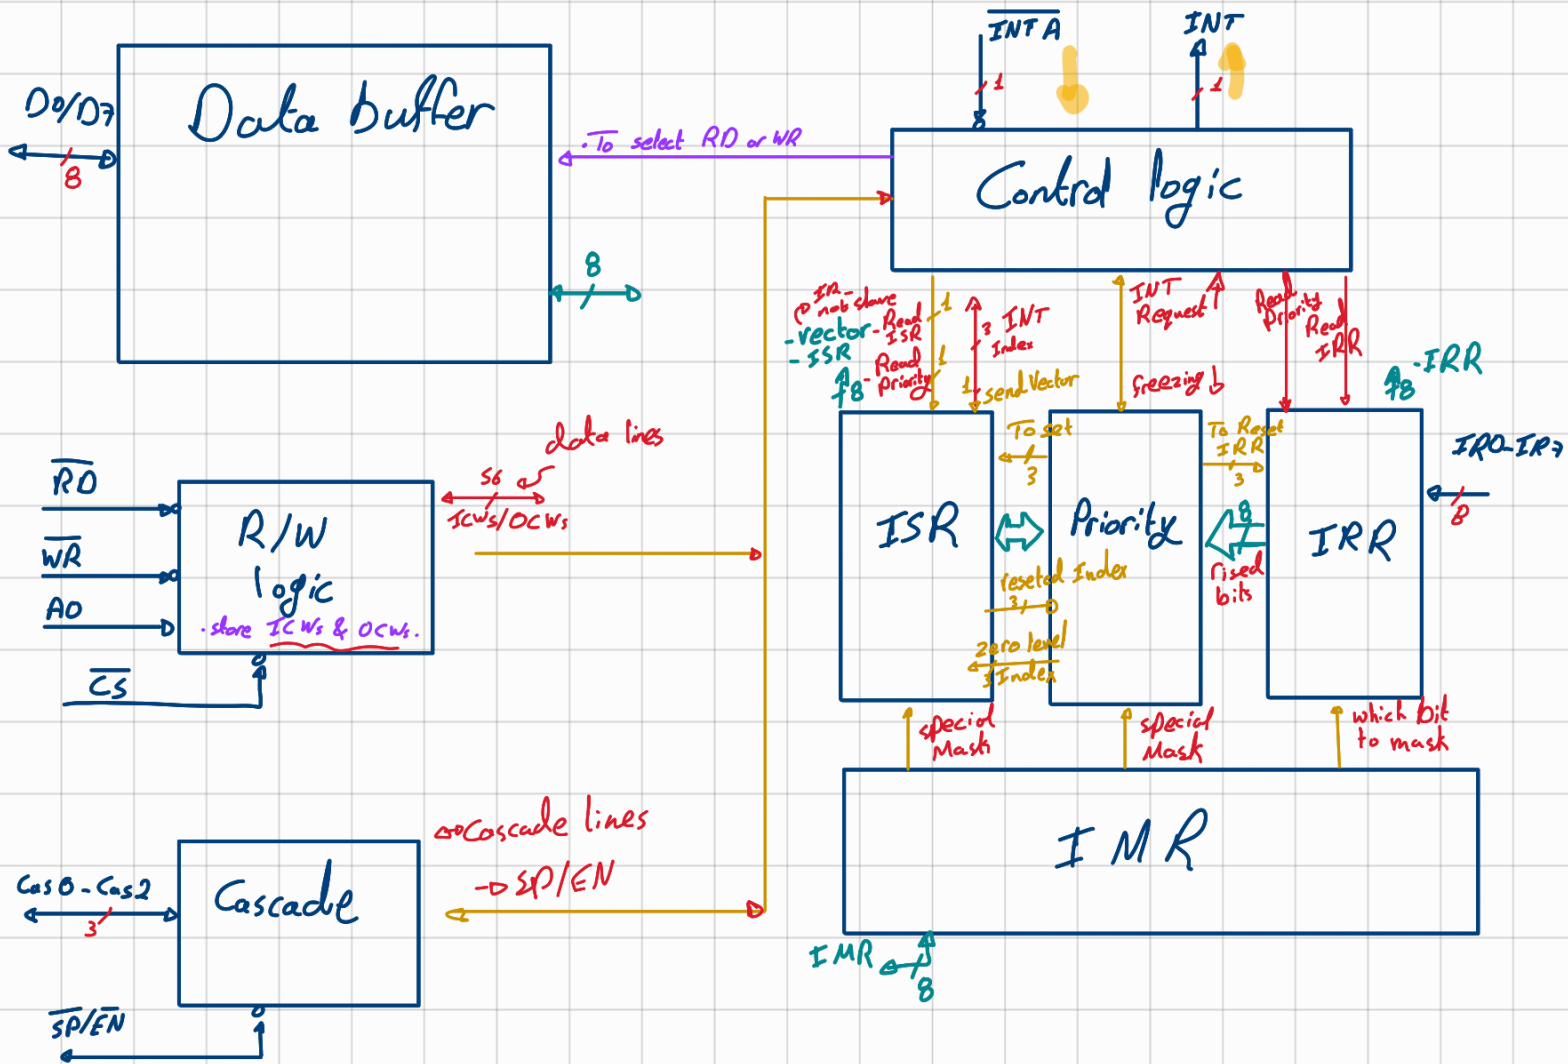 INTA
INT
1
1
D0/D7
8
Data buffer
. To select RD or WR
Control logic
8
IR-
not slave
- vector
- ISR
8
- Read
ISR
- Read
Priority
1
1
3
INT
Index
1
send Vector
INT
Request
freezing
Read
Priority
Read
IRR
- IRR
8
data lines
56
ICWs/OCWs
RD
WR
A0
CS
R/W
logic
. store ICWs & OCWs.
To set
3
To Reset
IRR
3
IR0-IR7
8
ISR
Priority
IRR
8
rised
bits
reseted Index
3
Zero level
3 Index
special
Mask
special
Mask
which bit
to mask
IMR
IMR
8
Cascade lines
SP/EN
Cas0 - Cas2
3
Cascade
SP/EN